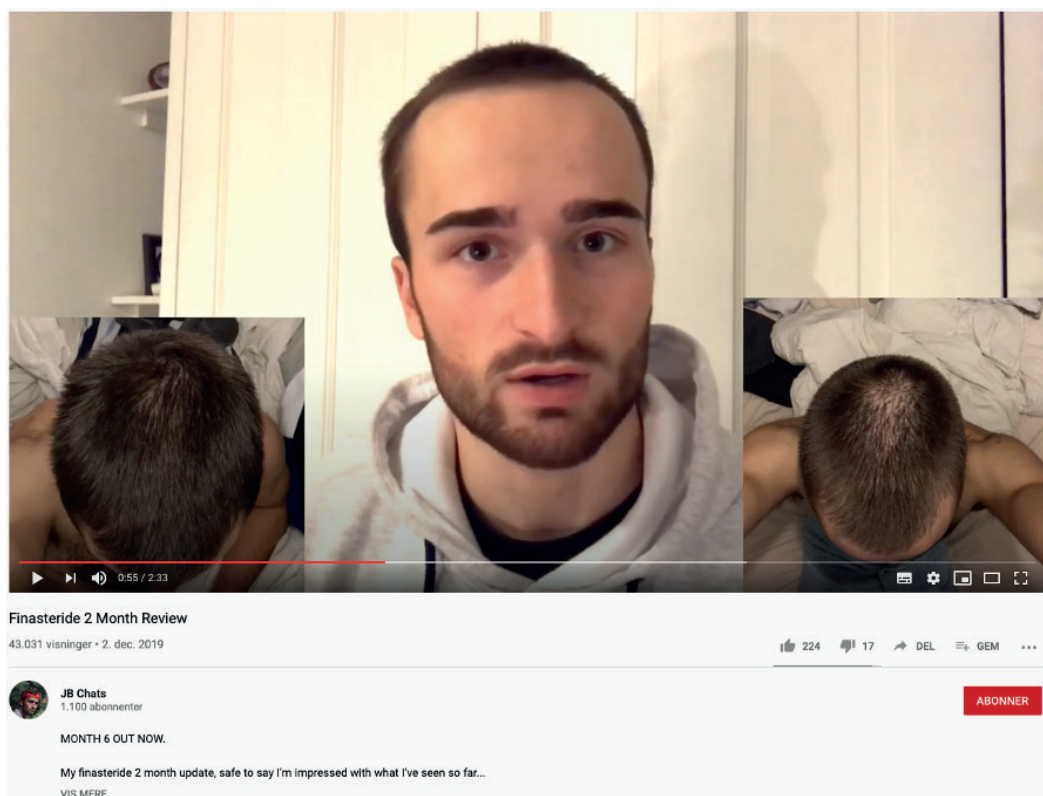 0:55 / 2:33
Finasteride 2 Month Review
43.031 visninger • 2. dec. 2019
224 17 DEL GEM
JB Chats
1.100 abonnenter
ABONNER
MONTH 6 OUT NOW.
My finasteride 2 month update, safe to say I'm impressed with what I've seen so far...
VIS MERE